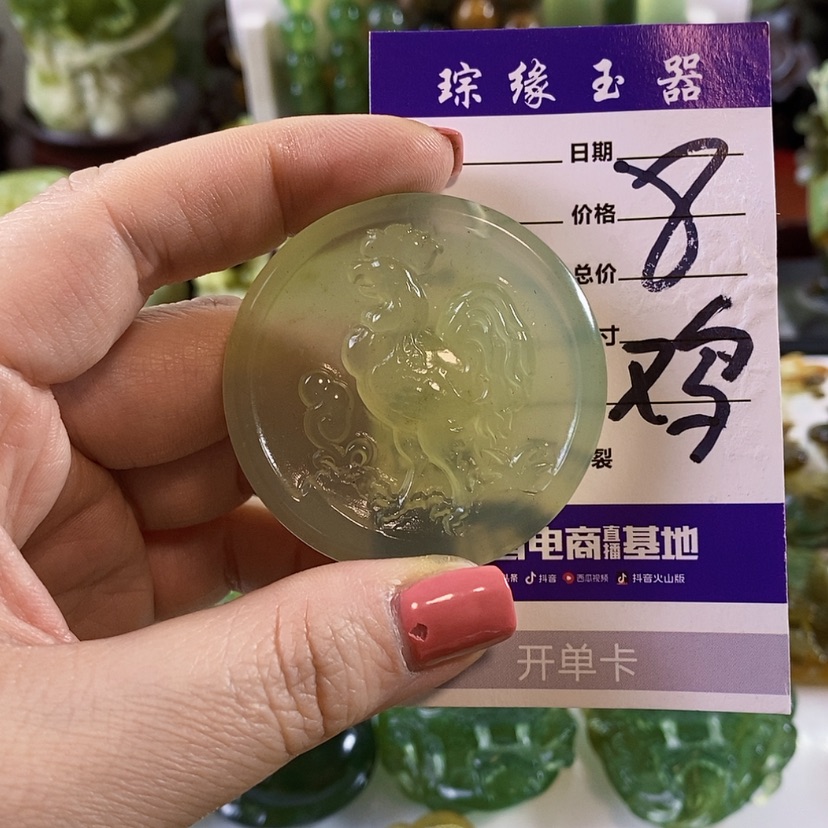 琮缘玉器
日期
8
价格
总价
寸
鸡
裂
电商直播基地
抖音 西瓜视频 抖音火山版
开单卡